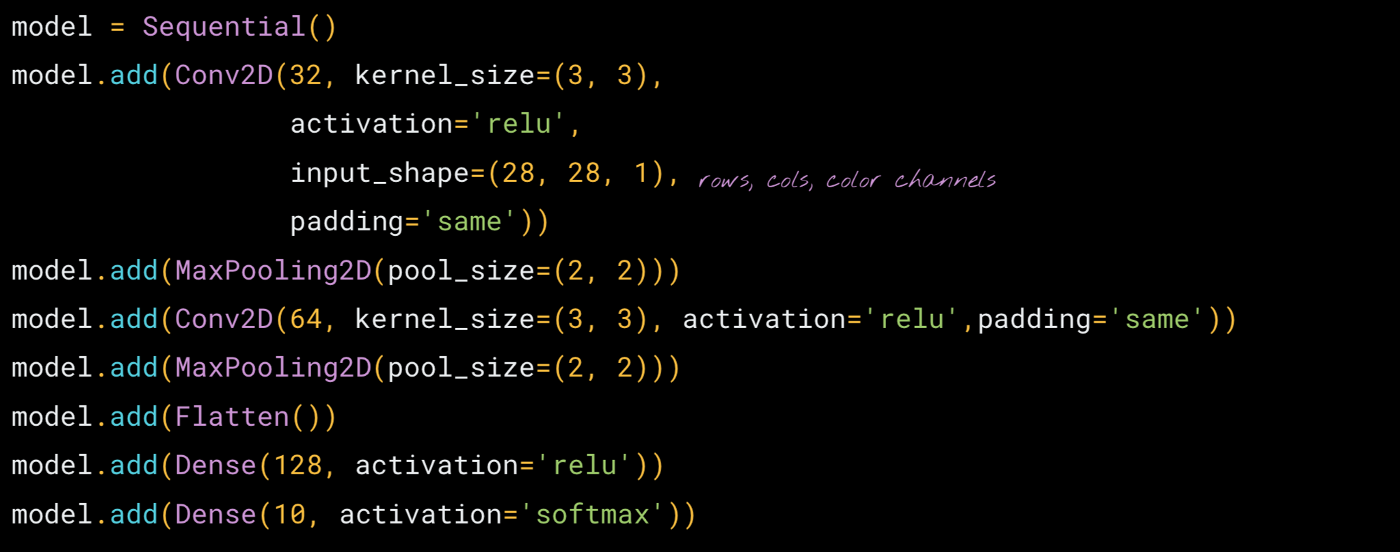 model = Sequential()
model.add(Conv2D(32, kernel_size=(3, 3),
activation='relu',
input_shape=(28, 28, 1), rows, cols, color channels
padding='same'))
model.add(MaxPooling2D(pool_size=(2, 2)))
model.add(Conv2D(64, kernel_size=(3, 3), activation='relu',padding='same'))
model.add(MaxPooling2D(pool_size=(2, 2)))
model.add(Flatten())
model.add(Dense(128, activation='relu'))
model.add(Dense(10, activation='softmax'))